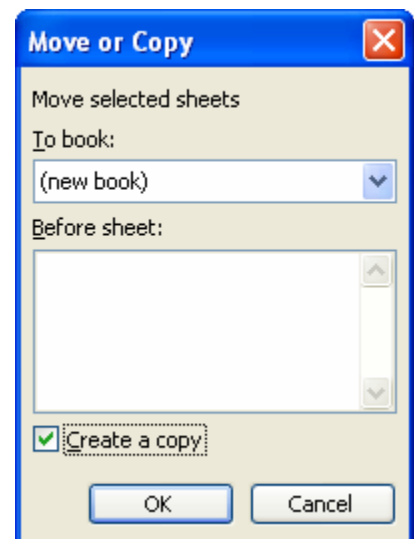 Move or Copy
Move selected sheets
To book:
(new book)
Before sheet:
Create a copy
OK Cancel